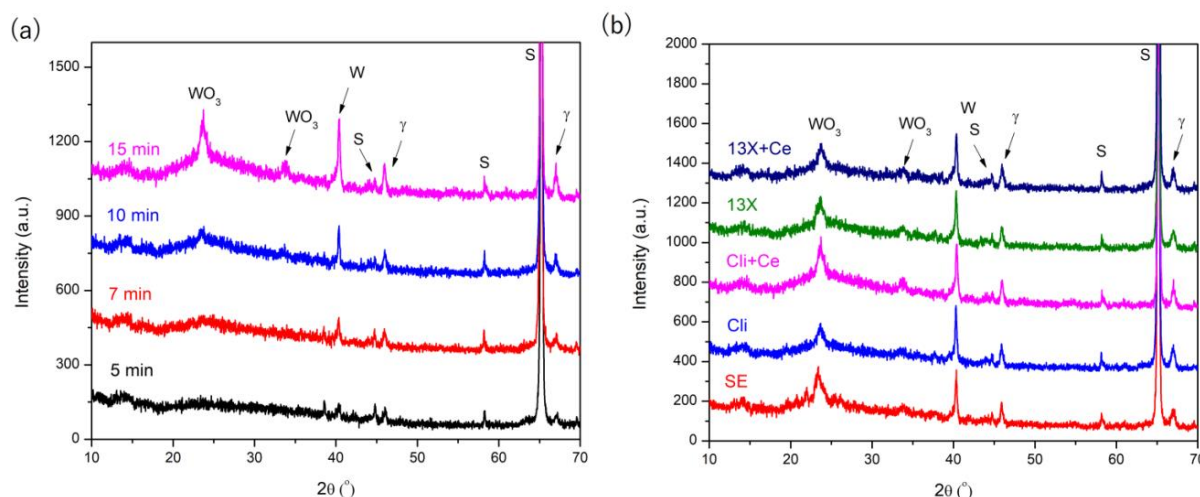 (a)
1500
1200
900
600
300
0
Intensity (a.u.)
WO3
WO3
W
S
γ
S
S
γ
15 min
10 min
7 min
5 min
10 20 30 40 50 60 70
2θ (°)
(b)
2000
1800
1600
1400
1200
1000
800
600
400
200
0
Intensity (a.u.)
WO3
WO3
W
S
γ
S
S
γ
13X+Ce
13X
Cli+Ce
Cli
SE
10 20 30 40 50 60 70
2θ (°)